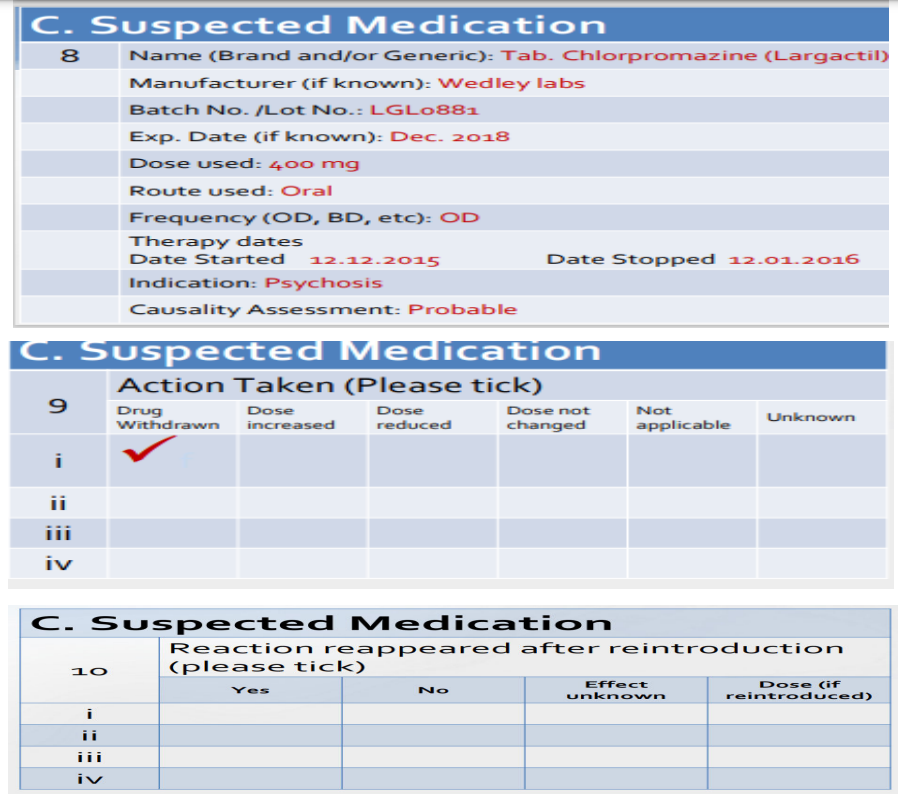 C. Suspected Medication
8 Name (Brand and/or Generic): Tab. Chlorpromazine (Largactil)
Manufacturer (if known): Wedley labs
Batch No. /Lot No.: LGL0881
Exp. Date (if known): Dec. 2018
Dose used: 400 mg
Route used: Oral
Frequency (OD, BD, etc): OD
Therapy dates
Date Started 12.12.2015 Date Stopped 12.01.2016
Indication: Psychosis
Causality Assessment: Probable
C. Suspected Medication
9 Action Taken (Please tick)
Drug Withdrawn Dose increased Dose reduced Dose not changed Not applicable Unknown
i
ii
iii
iv
C. Suspected Medication
10 Reaction reappeared after reintroduction
(please tick)
Yes No Effect unknown Dose (if reintroduced)
i
ii
iii
iv